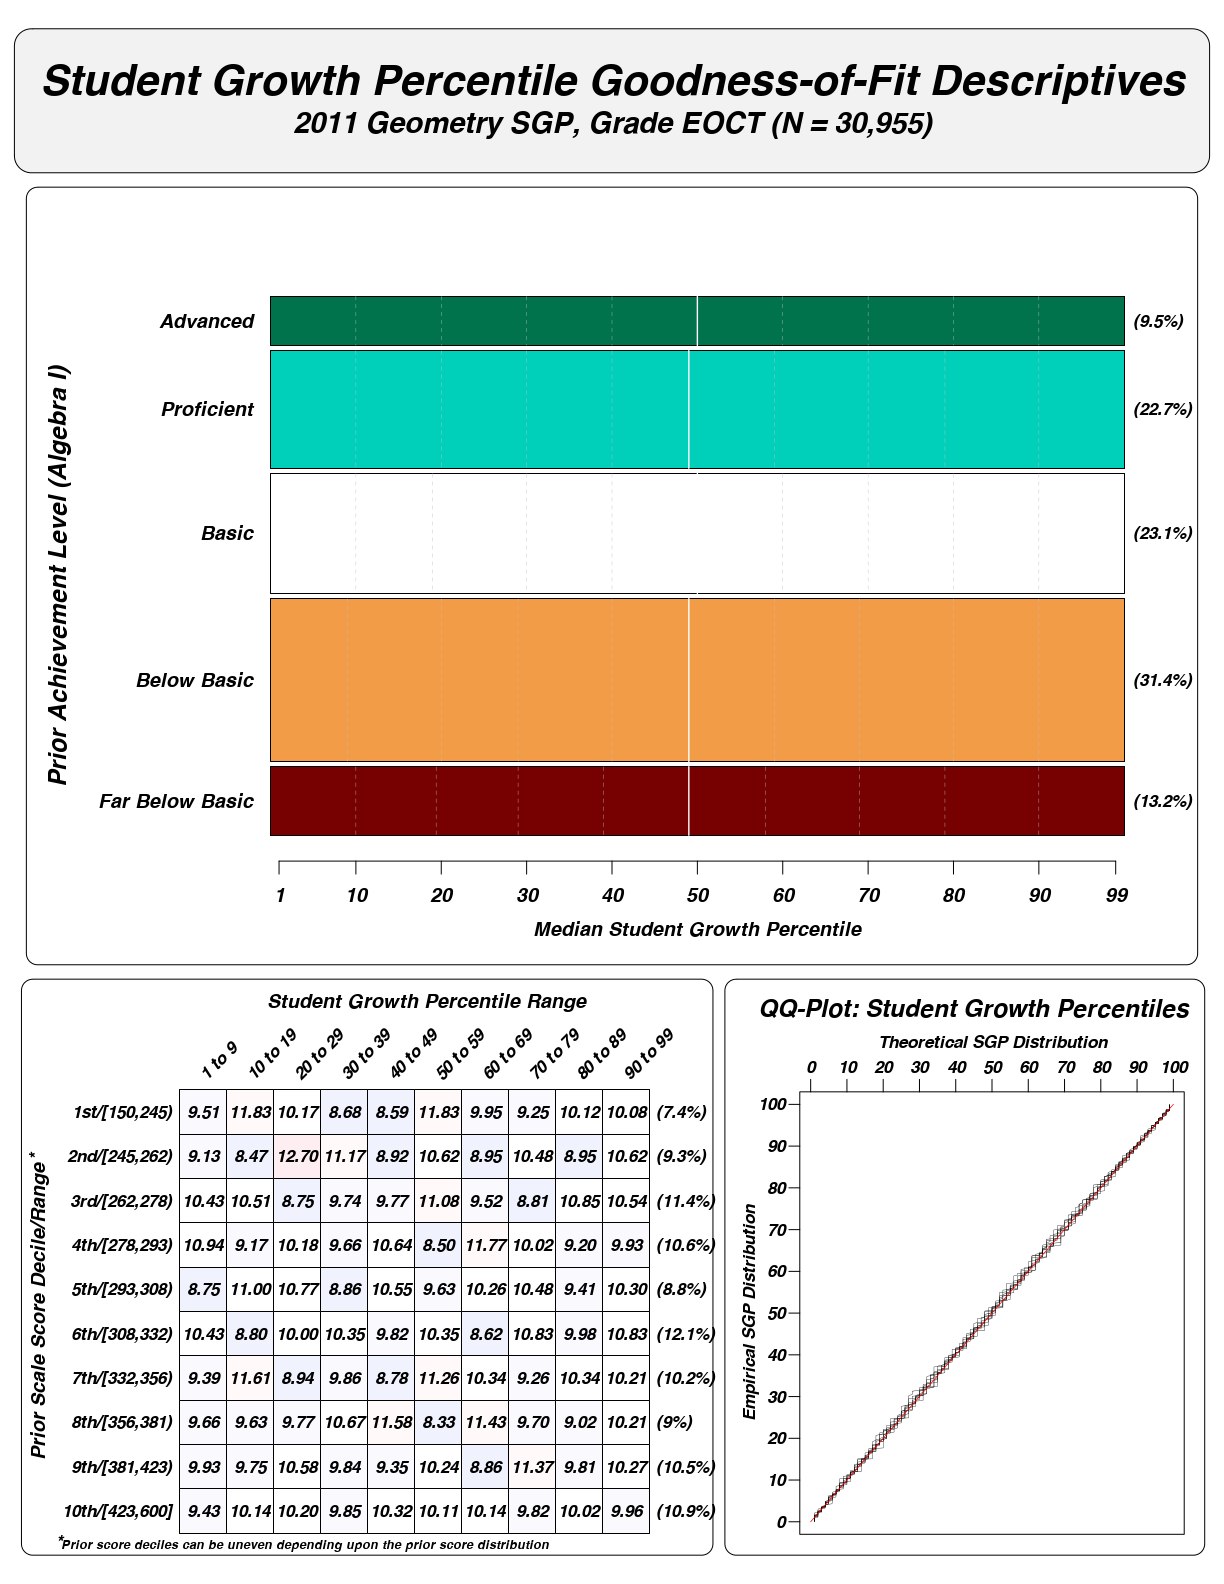 Student Growth Percentile Goodness-of-Fit Descriptives
2011 Geometry SGP, Grade EOCT (N = 30,955)
Prior Achievement Level (Algebra I)
Advanced (9.5%)
Proficient (22.7%)
Basic (23.1%)
Below Basic (31.4%)
Far Below Basic (13.2%)
1 10 20 30 40 50 60 70 80 90 99
Median Student Growth Percentile
Student Growth Percentile Range
1 to 9 10 to 19 20 to 29 30 to 39 40 to 49 50 to 59 60 to 69 70 to 79 80 to 89 90 to 99
Prior Scale Score Decile/Range*
1st/[150,245) 9.51 11.83 10.17 8.68 8.59 11.83 9.95 9.25 10.12 10.08 (7.4%)
2nd/[245,262) 9.13 8.47 12.70 11.17 8.92 10.62 8.95 10.48 8.95 10.62 (9.3%)
3rd/[262,278) 10.43 10.51 8.75 9.74 9.77 11.08 9.52 8.81 10.85 10.54 (11.4%)
4th/[278,293) 10.94 9.17 10.18 9.66 10.64 8.50 11.77 10.02 9.20 9.93 (10.6%)
5th/[293,308) 8.75 11.00 10.77 8.86 10.55 9.63 10.26 10.48 9.41 10.30 (8.8%)
6th/[308,332) 10.43 8.80 10.00 10.35 9.82 10.35 8.62 10.83 9.98 10.83 (12.1%)
7th/[332,356) 9.39 11.61 8.94 9.86 8.78 11.26 10.34 9.26 10.34 10.21 (10.2%)
8th/[356,381) 9.66 9.63 9.77 10.67 11.58 8.33 11.43 9.70 9.02 10.21 (9%)
9th/[381,423) 9.93 9.75 10.58 9.84 9.35 10.24 8.86 11.37 9.81 10.27 (10.5%)
10th/[423,600] 9.43 10.14 10.20 9.85 10.32 10.11 10.14 9.82 10.02 9.96 (10.9%)
*Prior score deciles can be uneven depending upon the prior score distribution
QQ-Plot: Student Growth Percentiles
Theoretical SGP Distribution
0 10 20 30 40 50 60 70 80 90 100
Empirical SGP Distribution
100
90
80
70
60
50
40
30
20
10
0